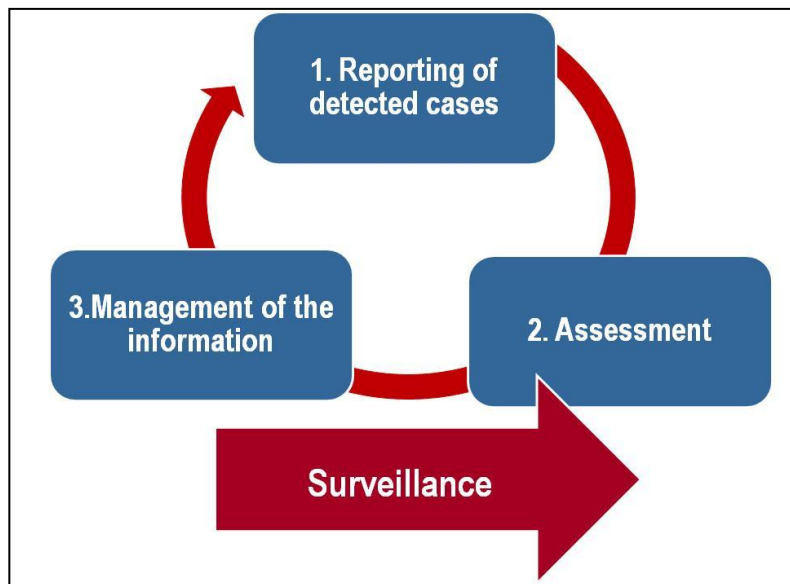 1. Reporting of
detected cases
3.Management of the
information
2. Assessment
Surveillance